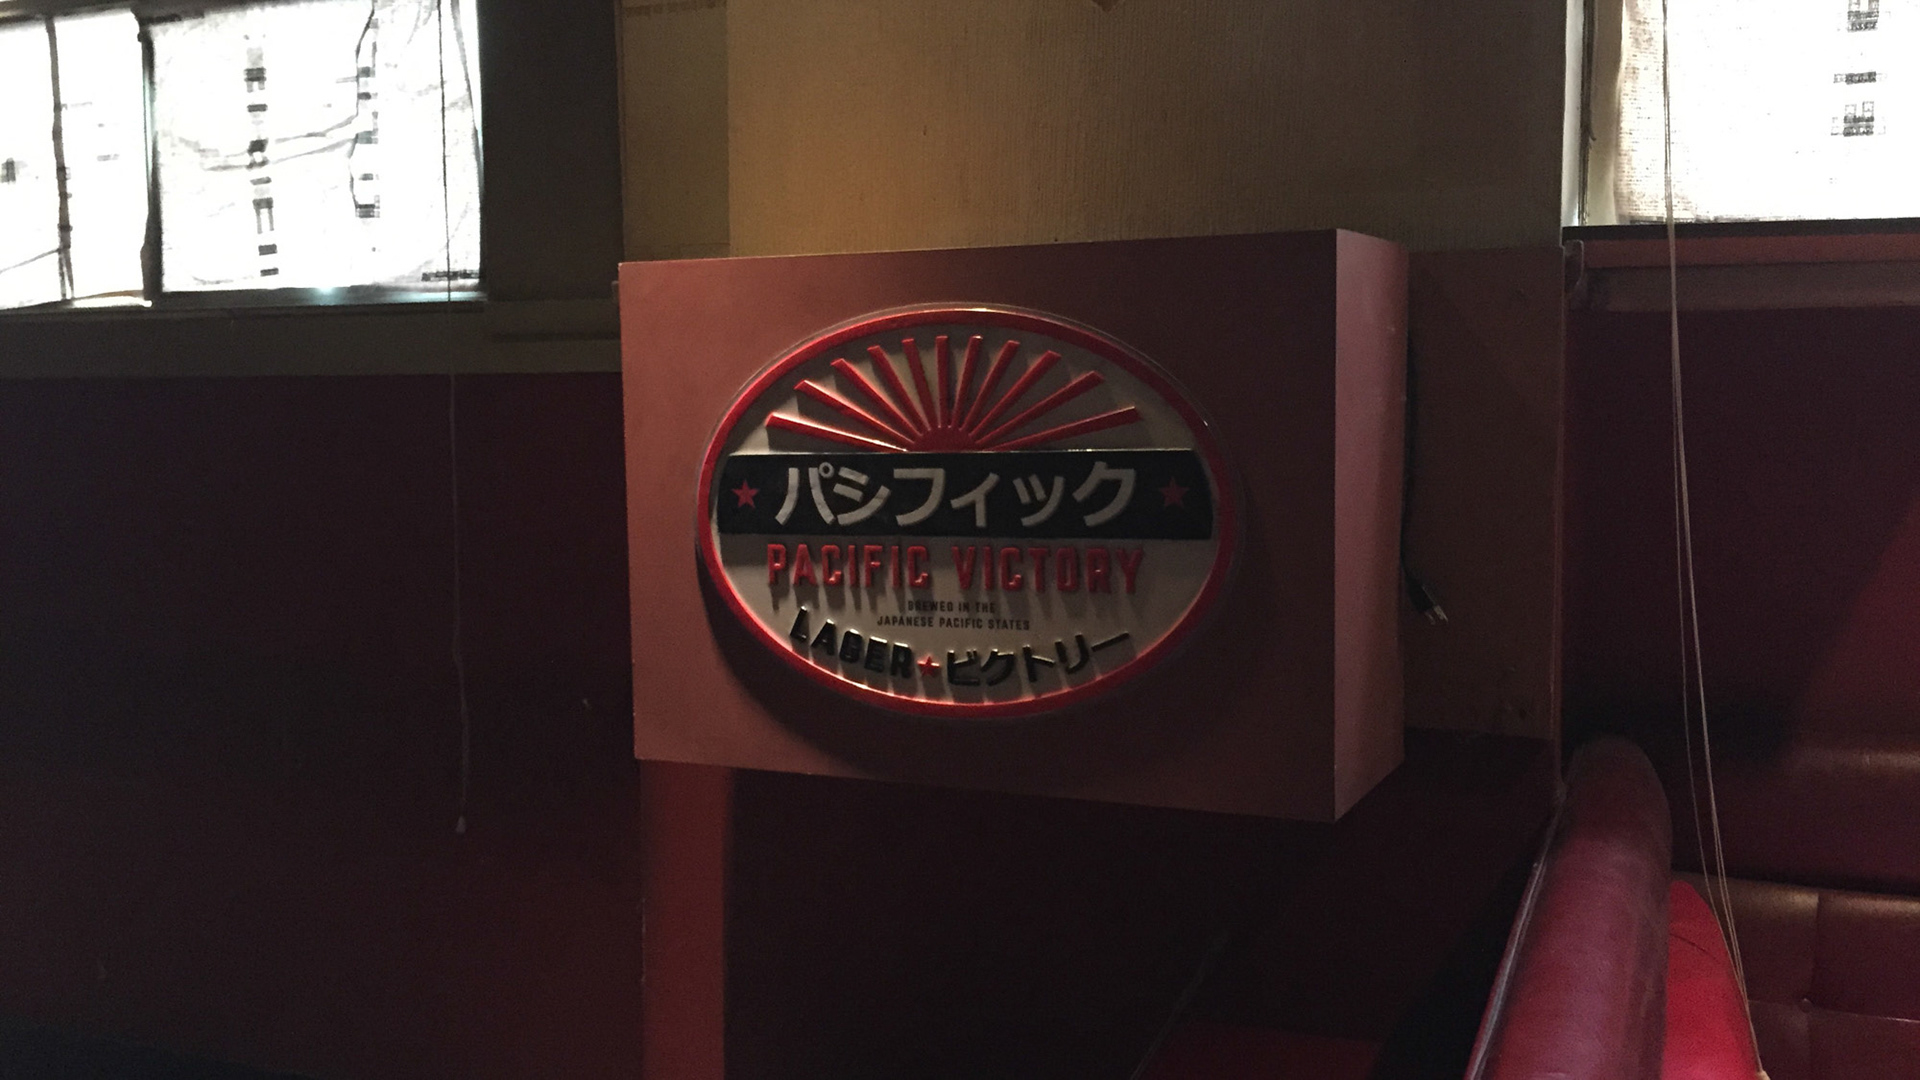 パシフィック
PACIFIC VICTORY
BREWED IN THE
JAPANESE PACIFIC STATES
LAGER★ビクトリー